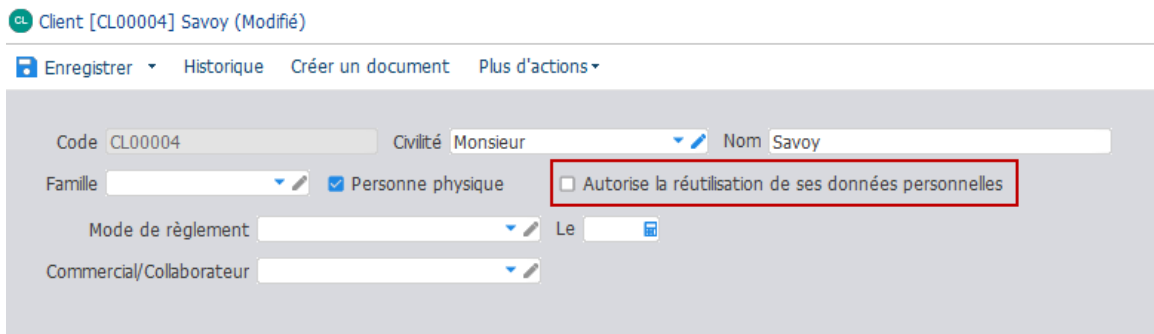 CL Client [CL00004] Savoy (Modifié)
Enregistrer Historique Créer un document Plus d'actions
Code CL00004 Civilité Monsieur Nom Savoy
Famille Personne physique Autorise la réutilisation de ses données personnelles
Mode de règlement Le
Commercial/Collaborateur